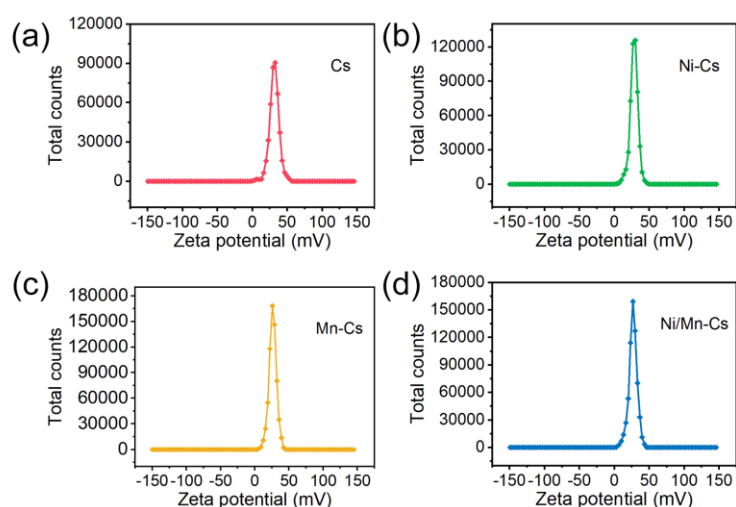 (a)
120000
90000
60000
30000
0
Total counts
Cs
-150 -100 -50 0 50 100 150
Zeta potential (mV)
(b)
120000
90000
60000
30000
0
Total counts
Ni-Cs
-150 -100 -50 0 50 100 150
Zeta potential (mV)
(c)
180000
150000
120000
90000
60000
30000
0
Total counts
Mn-Cs
-150 -100 -50 0 50 100 150
Zeta potential (mV)
(d)
180000
150000
120000
90000
60000
30000
0
Total counts
Ni/Mn-Cs
-150 -100 -50 0 50 100 150
Zeta potential (mV)